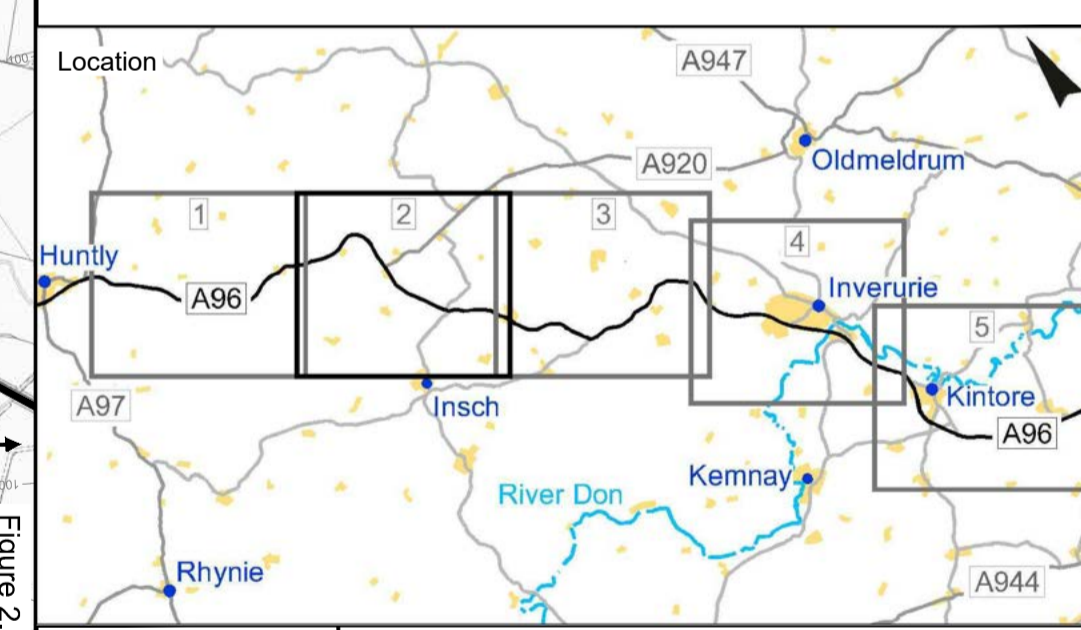 Location
A947
A920
Oldmeldrum
1
2
3
4
Huntly
A96
Inverurie
5
A97
Insch
Kintore
A96
Kemnay
River Don
Rhynie
A944
Figure 2.
100